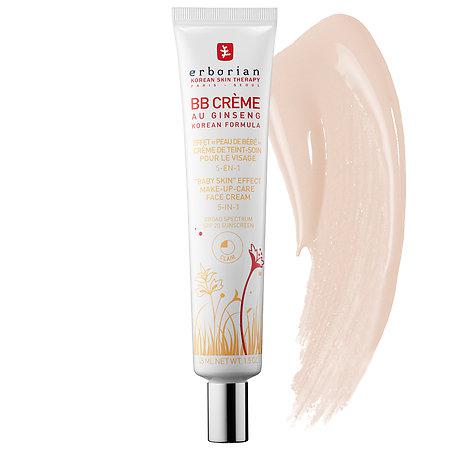 erborian
KOREAN SKIN THERAPY
PARIS - SEOUL
BB CRÈME
AU GINSENG
KOREAN FORMULA
EFFET « PEAU DE BÉBÉ »
CRÈME DE TEINT-SOIN
POUR LE VISAGE
5-EN-1
"BABY SKIN" EFFECT
MAKE-UP-CARE
FACE CREAM
5-IN-1
BROAD SPECTRUM
SPF 20 SUNSCREEN
CLAIR
45 ML NET WT. 1.5 OZ